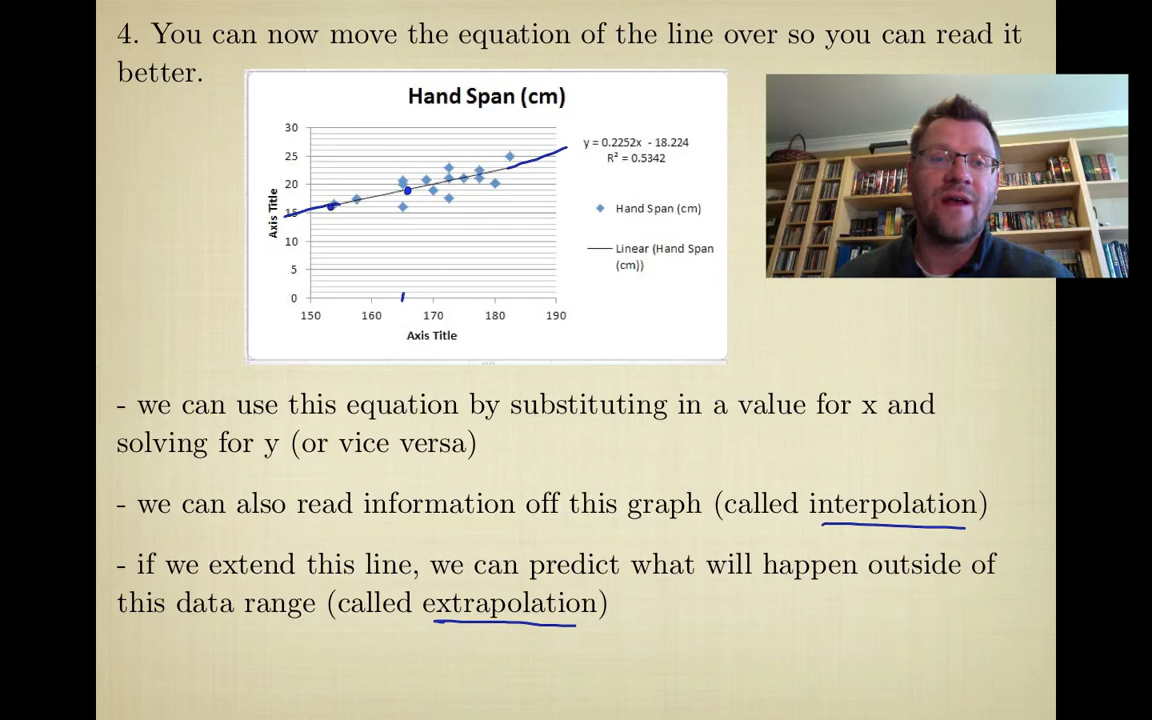 4. You can now move the equation of the line over so you can read it
better.
Hand Span (cm)
30
25
20
15
10
5
0
Axis Title
150 160 170 180 190
Axis Title
y = 0.2252x - 18.224
R² = 0.5342
Hand Span (cm)
Linear (Hand Span
(cm))
- we can use this equation by substituting in a value for x and
solving for y (or vice versa)
- we can also read information off this graph (called interpolation)
- if we extend this line, we can predict what will happen outside of
this data range (called extrapolation)